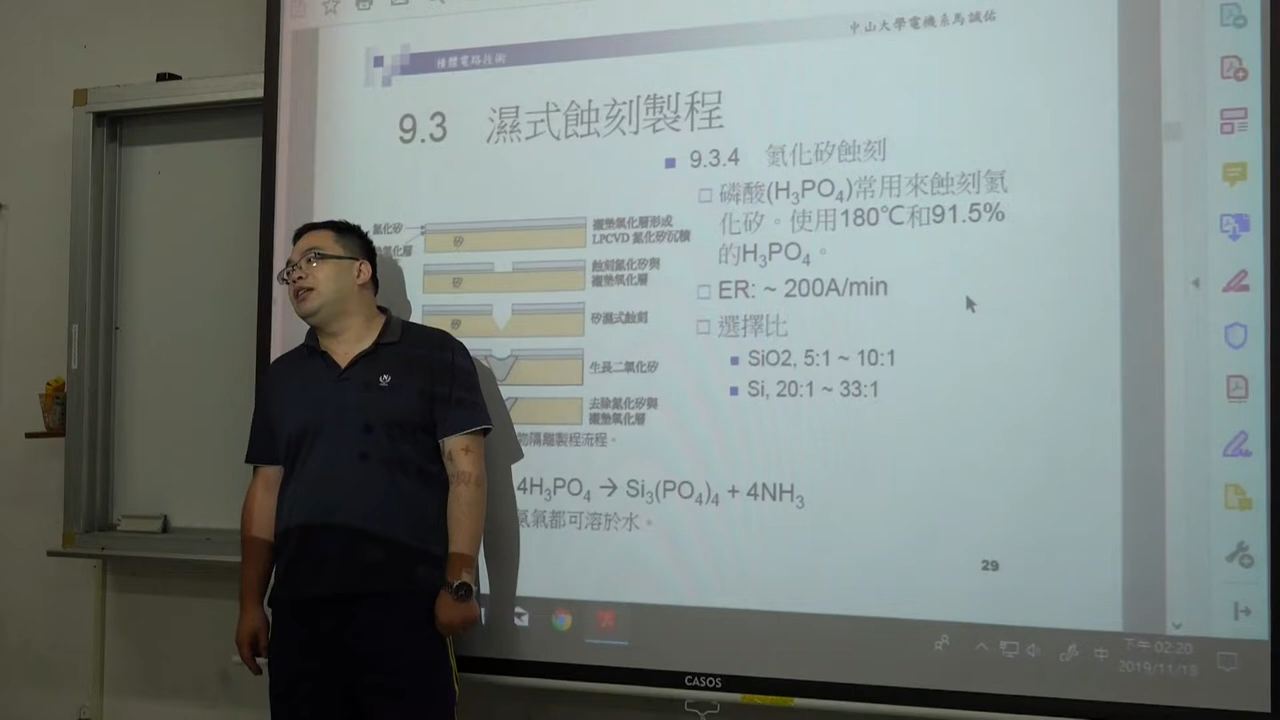 中山大學電機系馬誠佑
積體電路技術
9.3 濕式蝕刻製程
■ 9.3.4 氮化矽蝕刻
□ 磷酸(H₃PO₄)常用來蝕刻氮
化矽。使用180℃和91.5%
的H₃PO₄。
□ ER: ~ 200A/min
□ 選擇比
■ SiO2, 5:1 ~ 10:1
■ Si, 20:1 ~ 33:1
氮化矽
墊氧化層
矽
襯墊氧化層形成
LPCVD 氮化矽沉積
矽
蝕刻氮化矽與
襯墊氧化層
矽
矽濕式蝕刻
生長二氧化矽
去除氮化矽與
襯墊氧化層
物隔離製程流程。
4H₃PO₄ → Si₃(PO₄)₄ + 4NH₃
氨氣都可溶於水。
29
中
下午 02:20
2019/11/18
CASOS